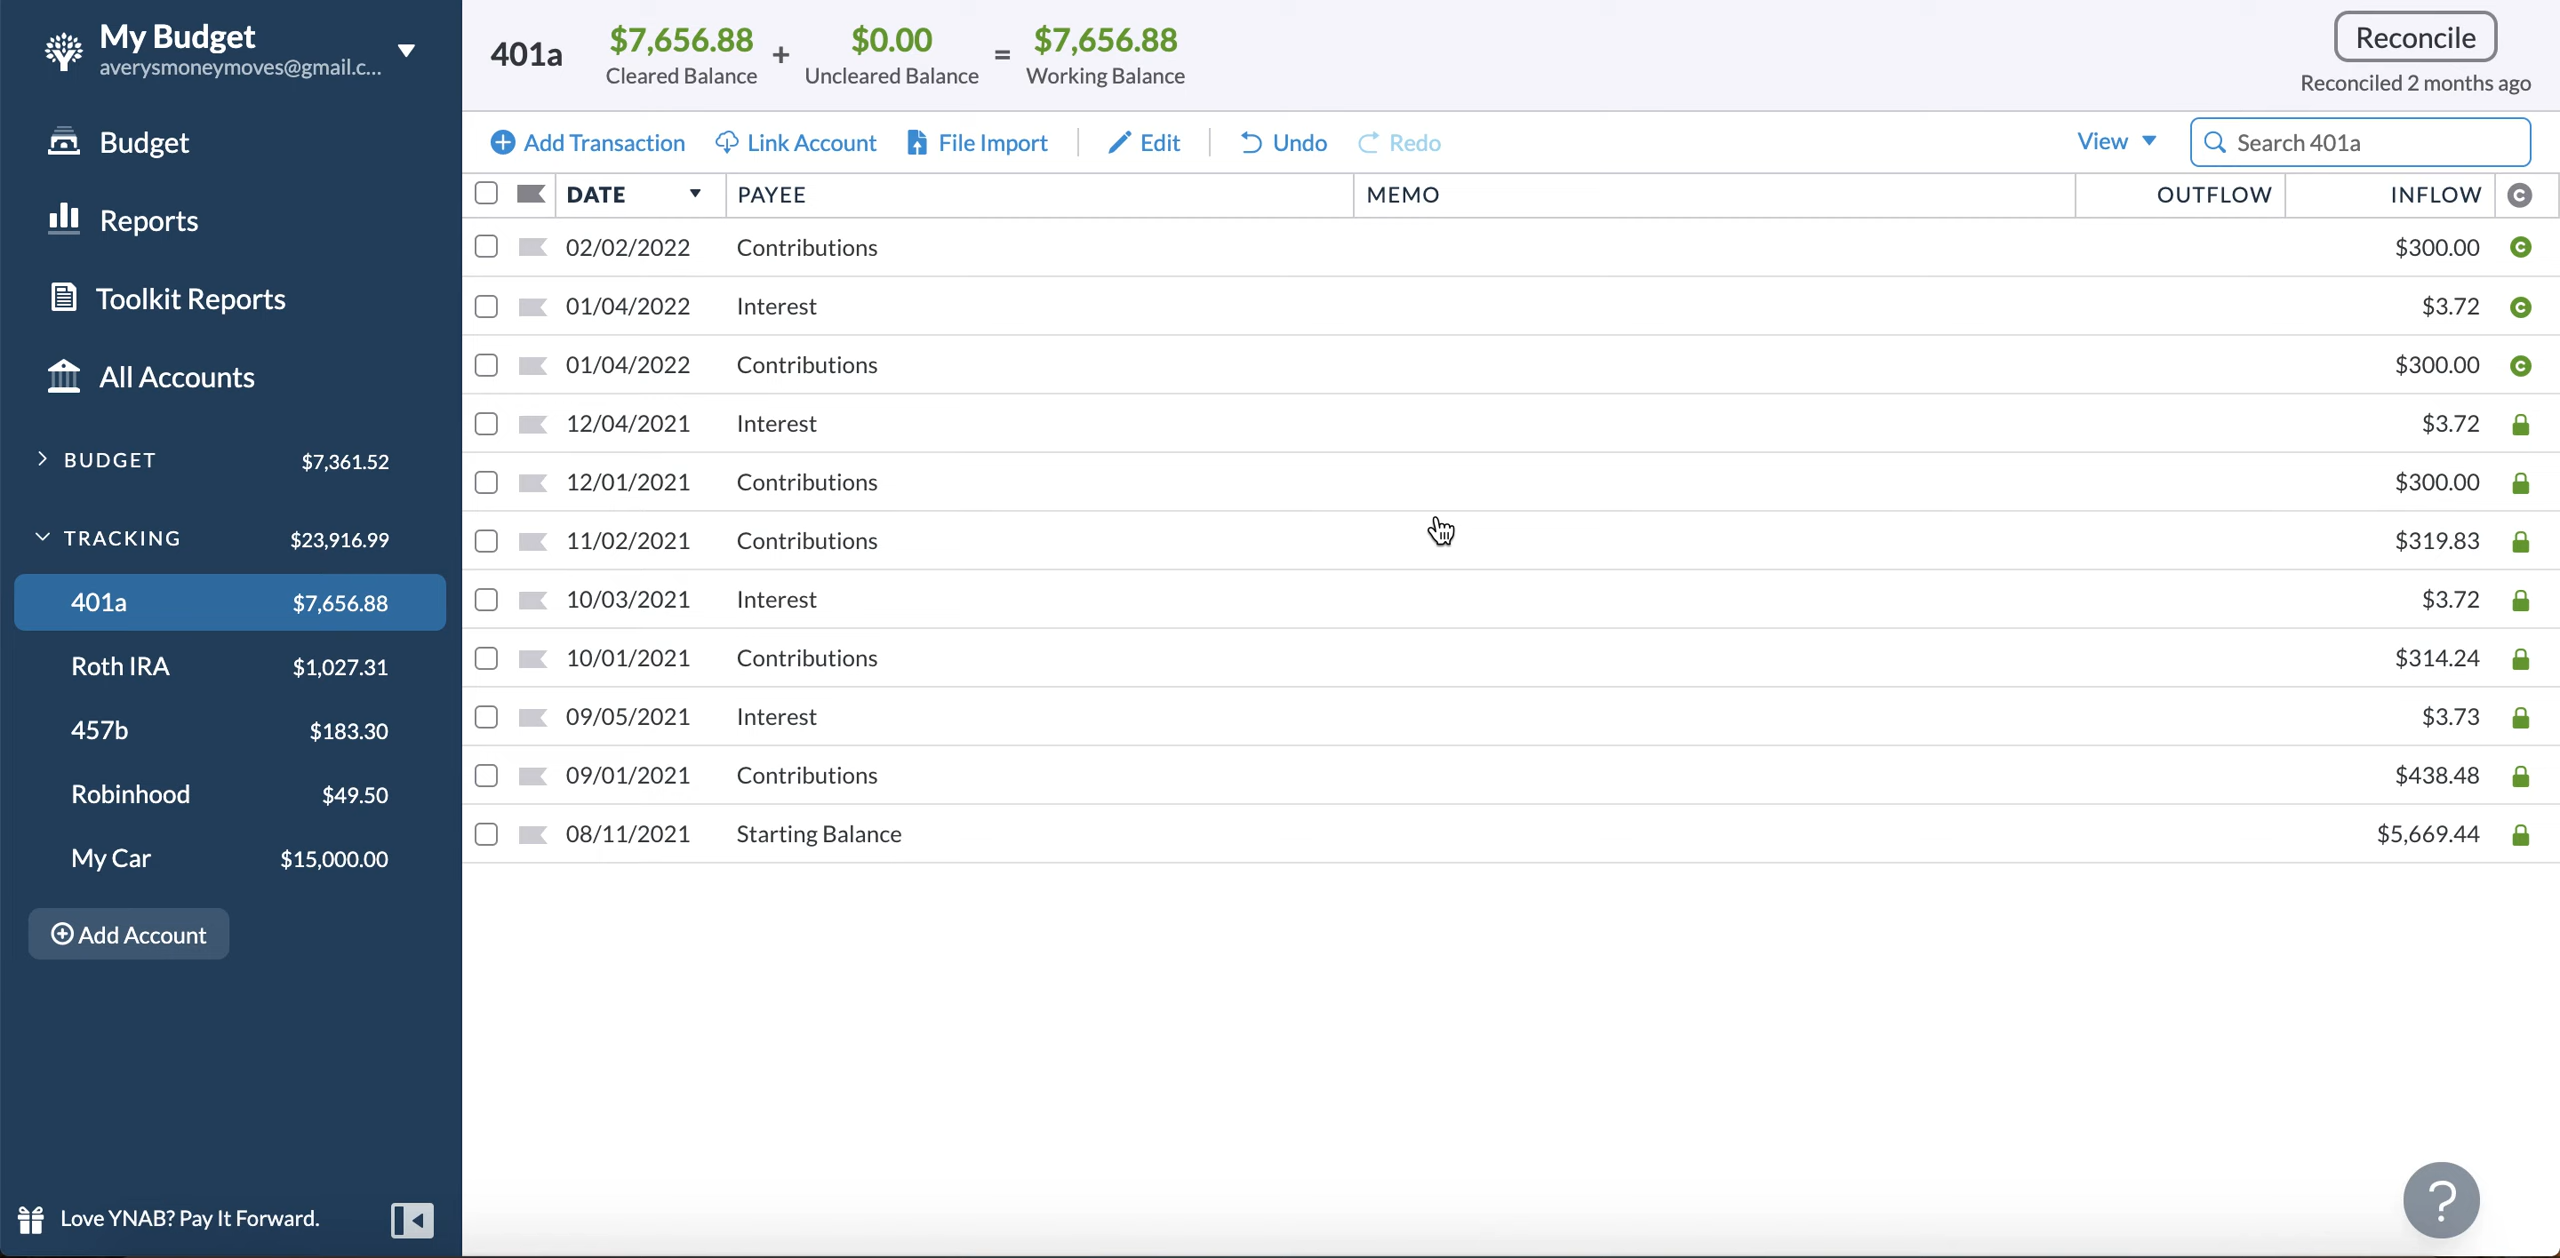 My Budget
averysmoneymoves@gmail.c...
Budget
Reports
Toolkit Reports
All Accounts
BUDGET $7,361.52
TRACKING $23,916.99
401a $7,656.88
Roth IRA $1,027.31
457b $183.30
Robinhood $49.50
My Car $15,000.00
Add Account
Love YNAB? Pay It Forward.
401a $7,656.88 + $0.00 = $7,656.88
Cleared Balance Uncleared Balance Working Balance
Reconcile
Reconciled 2 months ago
Add Transaction Link Account File Import Edit Undo Redo View Search 401a
DATE PAYEE MEMO OUTFLOW INFLOW C
02/02/2022 Contributions $300.00 C
01/04/2022 Interest $3.72 C
01/04/2022 Contributions $300.00 C
12/04/2021 Interest $3.72
12/01/2021 Contributions $300.00
11/02/2021 Contributions $319.83
10/03/2021 Interest $3.72
10/01/2021 Contributions $314.24
09/05/2021 Interest $3.73
09/01/2021 Contributions $438.48
08/11/2021 Starting Balance $5,669.44
?